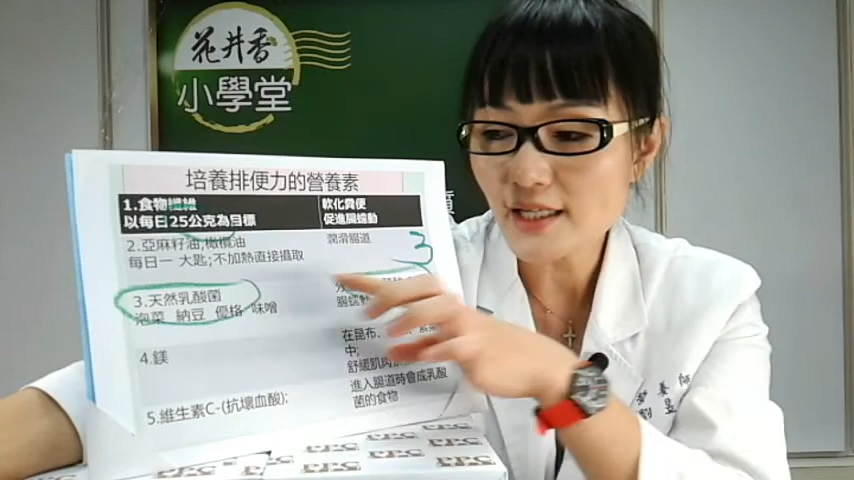 花井香
小學堂
培養排便力的營養素
1.食物纖維
以每日25公克為目標
軟化糞便
促進腸蠕動
2.亞麻籽油,橄欖油
每日一 大匙;不加熱直接攝取
潤滑腸道
3
3.天然乳酸菌
泡菜 納豆 優格 味噌
4.鎂
在昆布、
中;
舒緩肌肉
5.維生素C-(抗壞血酸);
進入腸道時會成乳酸
菌的食物
營養師